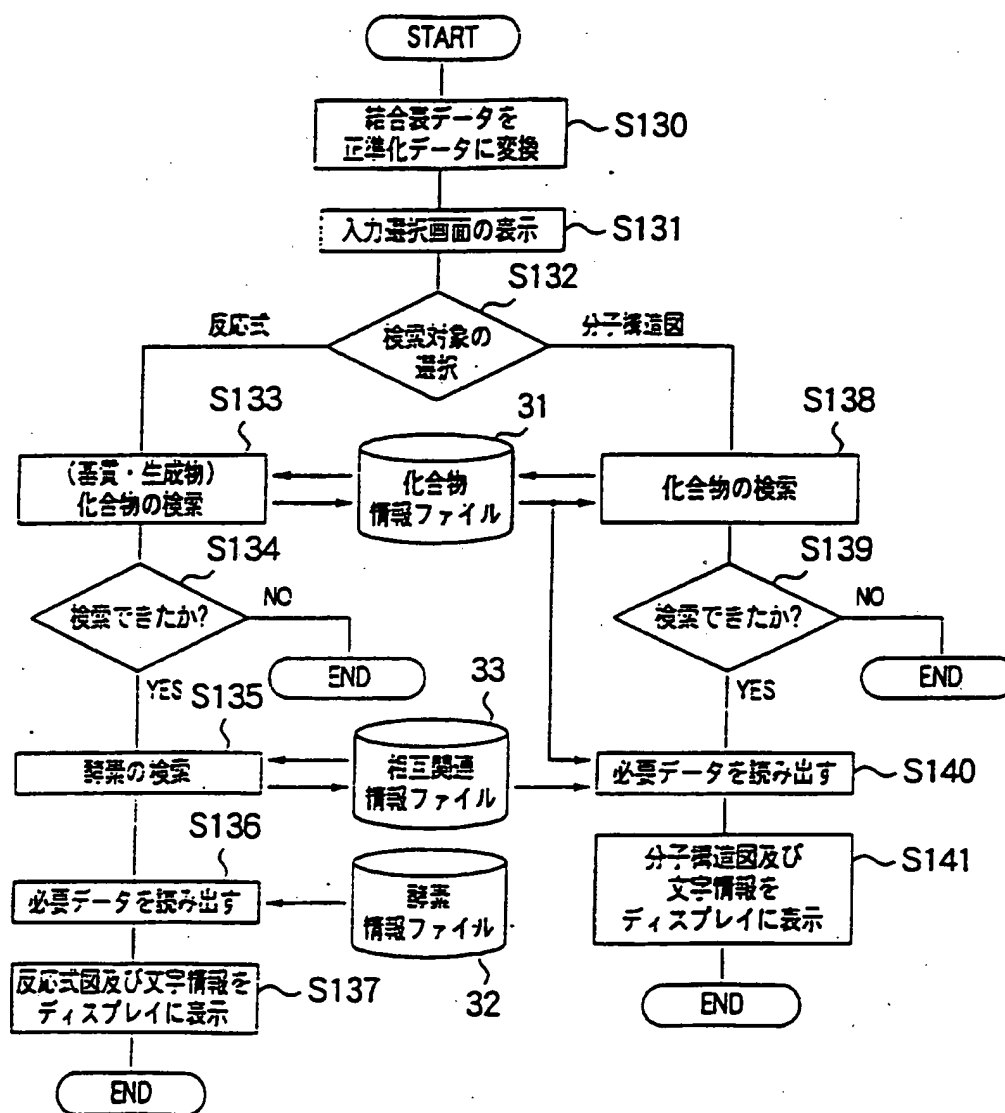 START
結合表データを
正準化データに変換
S130
入力選択画面の表示
S131
S132
反応式
検索対象の
選択
分子構造図
S133
(基質・生成物)
化合物の検索
31
化合物
情報ファイル
S138
化合物の検索
S134
検索できたか?
NO
END
YES
S139
検索できたか?
NO
END
YES
S135
酵素の検索
33
相互関連
情報ファイル
必要データを読み出す
S140
S136
必要データを読み出す
酵素
情報ファイル
32
分子構造図及び
文字情報を
ディスプレイに表示
S141
反応式図及び文字情報を
ディスプレイに表示
S137
END
END